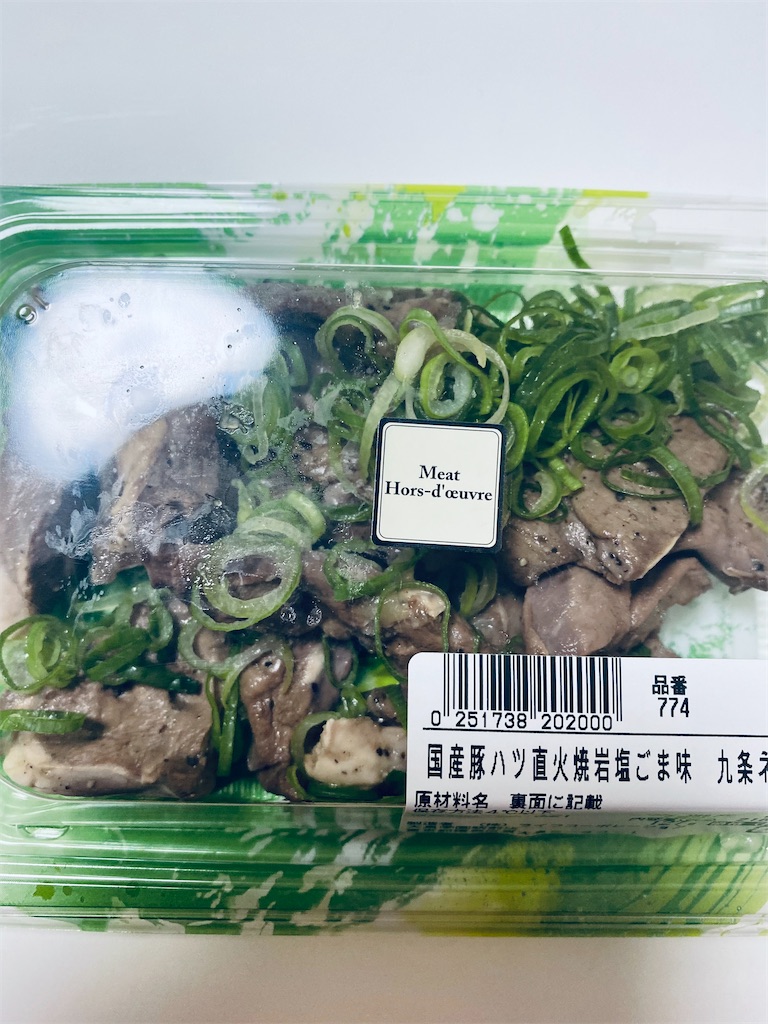 Meat
Hors-d'œuvre
品番
774
0 251738 202000
国産豚ハツ直火焼岩塩ごま味 九条ネ
原材料名 裏面に記載